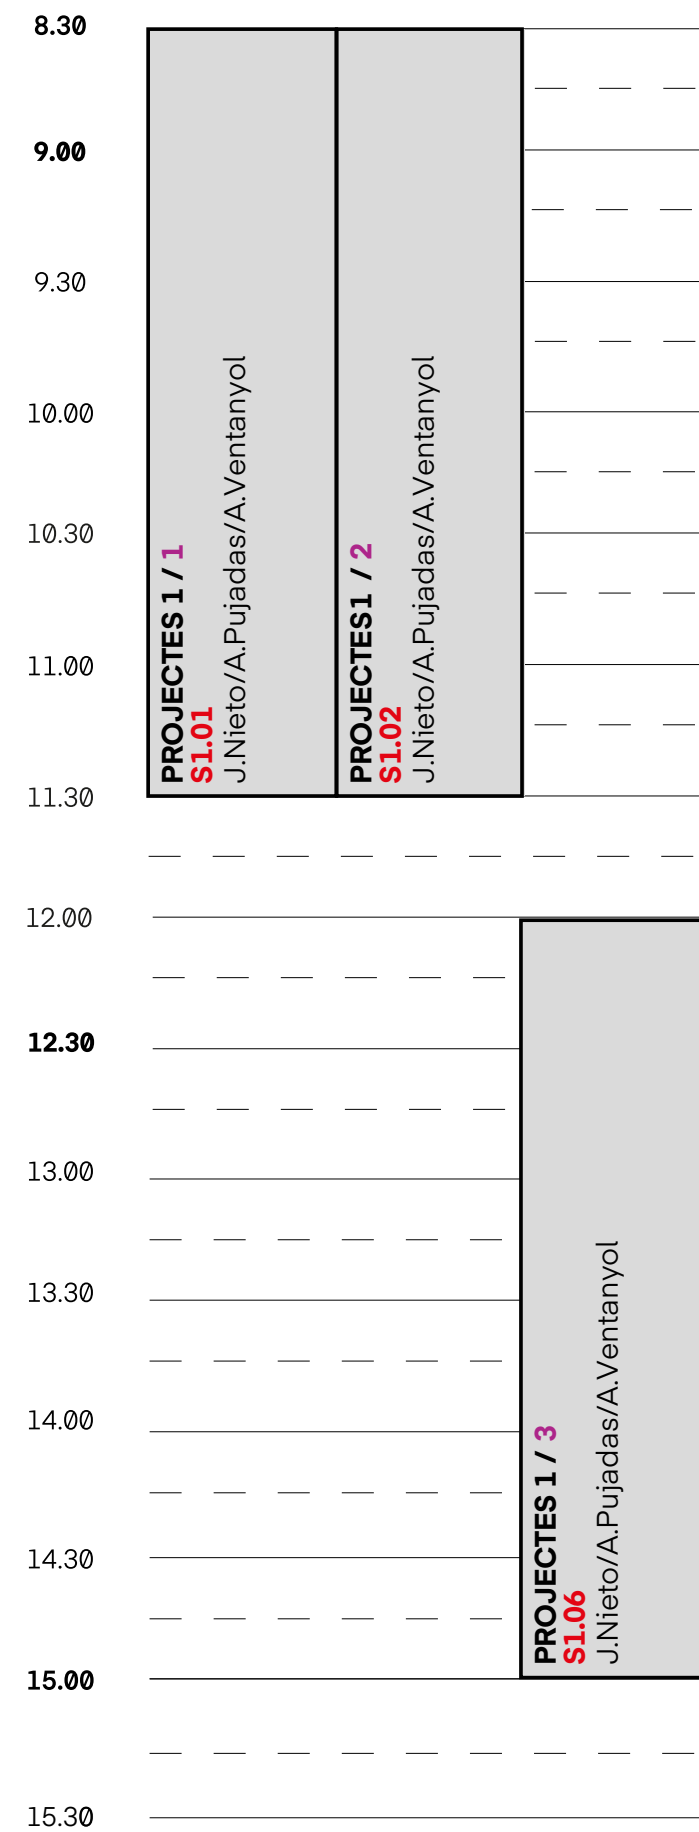 8.30
9.00
9.30
10.00
10.30
11.00
11.30
12.00
12.30
13.00
13.30
14.00
14.30
15.00
15.30
PROJECTES 1 / 1
S1.01
J.Nieto/A.Pujadas/A.Ventanyol
PROJECTES1 / 2
S1.02
J.Nieto/A.Pujadas/A.Ventanyol
PROJECTES 1 / 3
S1.06
J.Nieto/A.Pujadas/A.Ventanyol